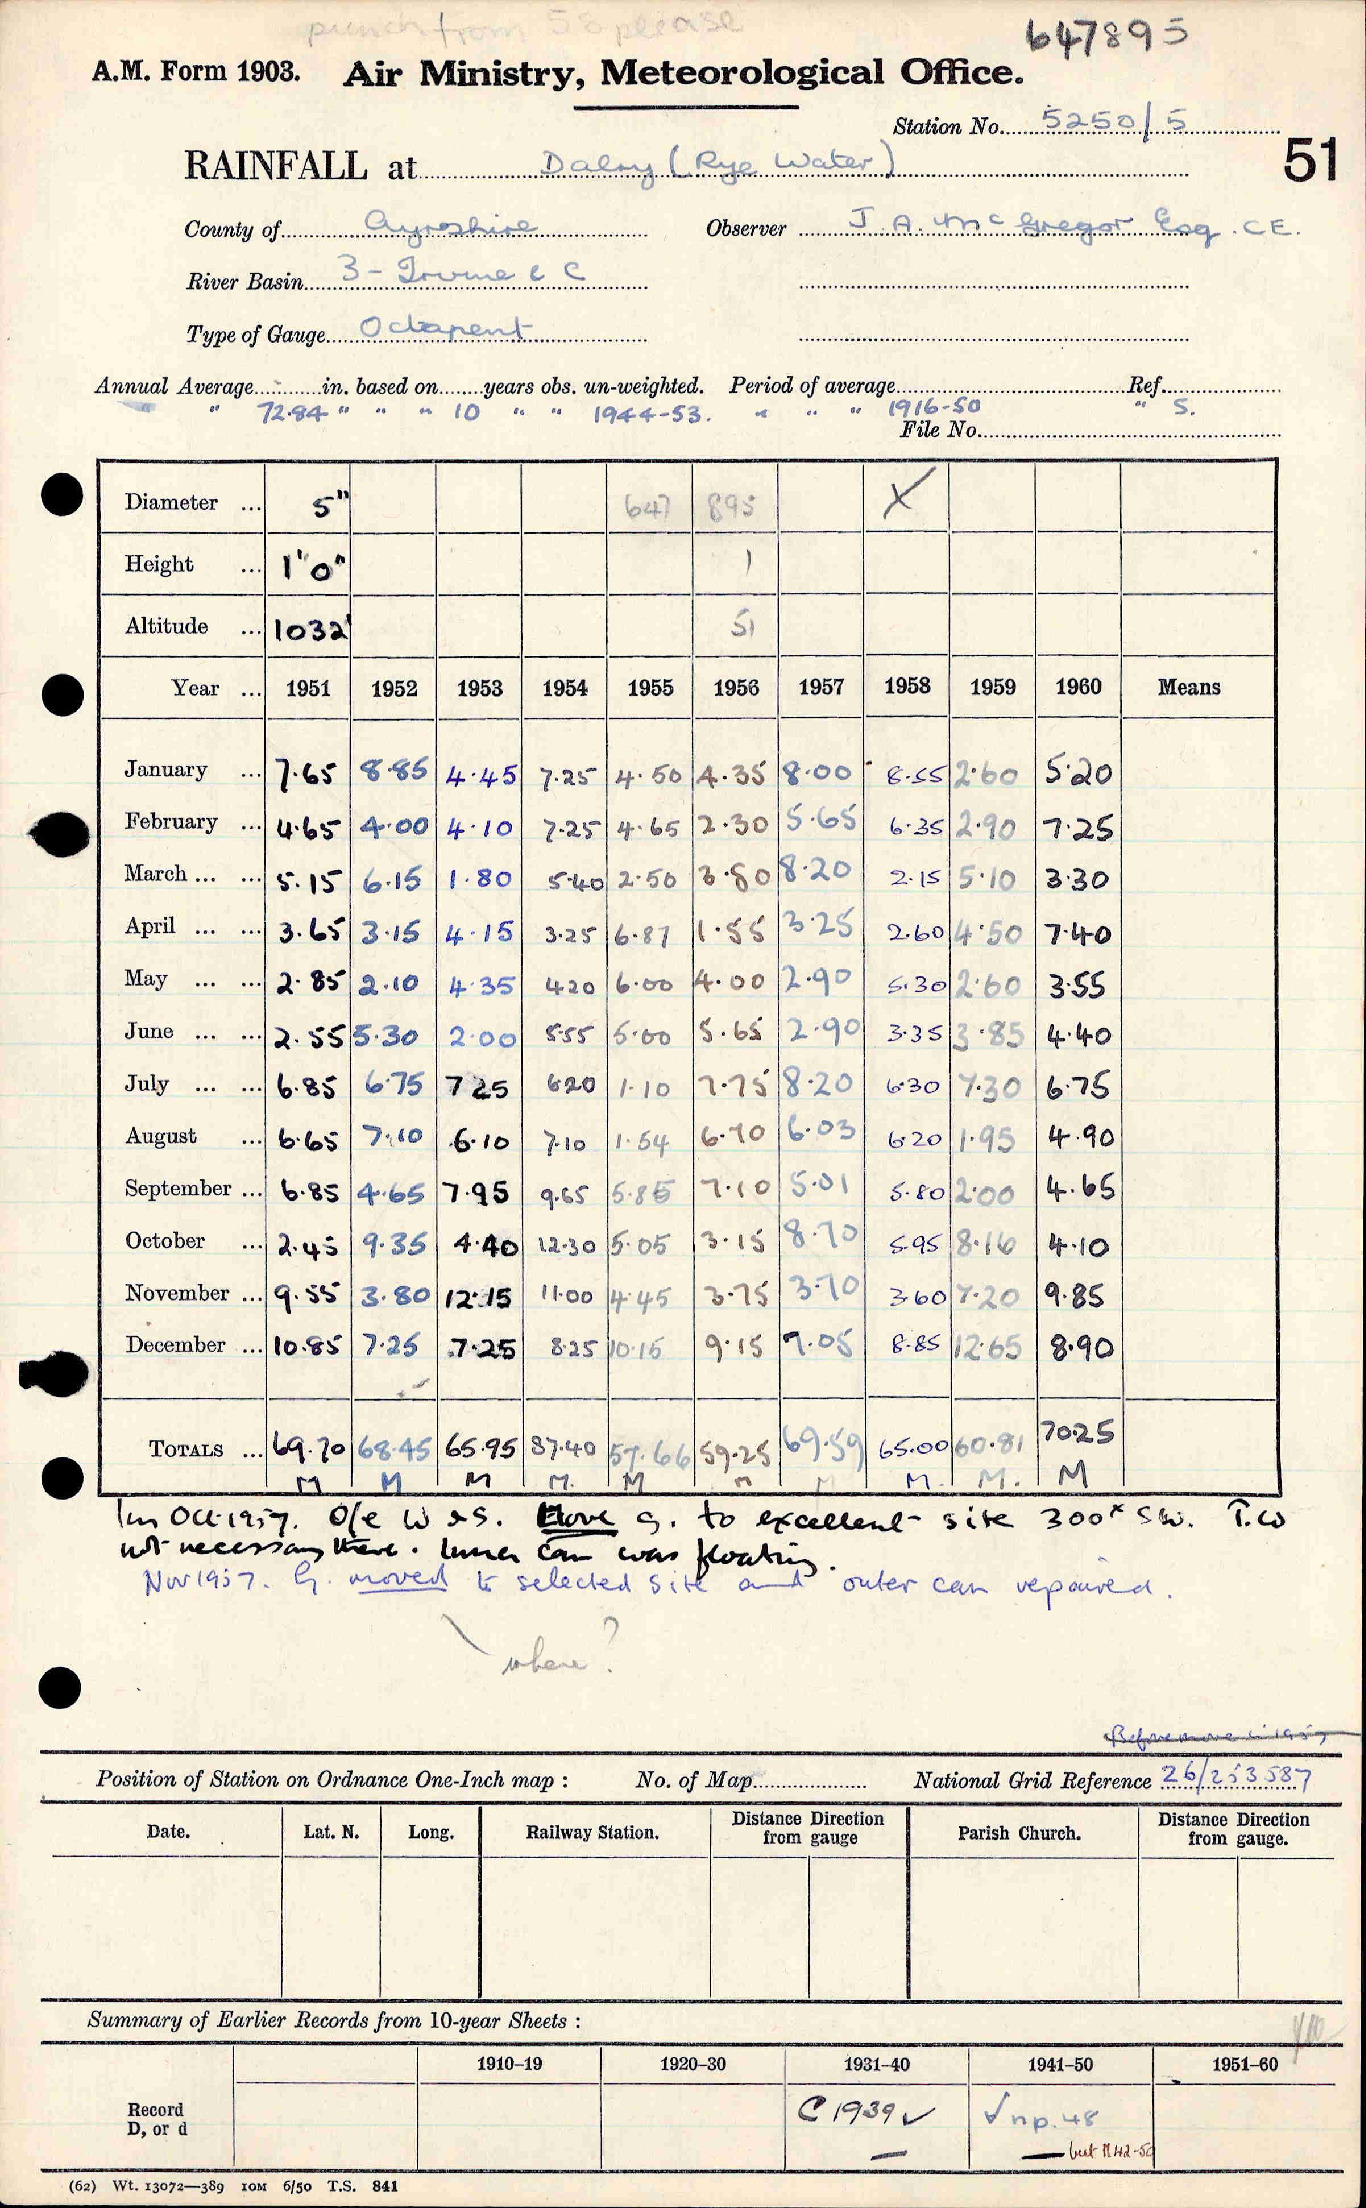 punch from 58 please
647895
A.M. Form 1903. Air Ministry, Meteorological Office.
Station No. 5250/5
51
RAINFALL at Dalry (Rye Water)
County of Ayrshire Observer J. A. McGregor Esq. C.E.
River Basin 3 - Irvine & C
Type of Gauge Octapent
Annual Average in. based on years obs. un-weighted. Period of average Ref.
" " 72.84 " " " 10 " " 1944-53. " " " 1916-50 " S.
File No.
Diameter ... 5" 647 895 X
Height ... 1'0" 1
Altitude ... 1032' 51
Year ... 1951 1952 1953 1954 1955 1956 1957 1958 1959 1960 Means
January ... 7.65 8.85 4.45 7.25 4.50 4.35 8.00 8.55 2.60 5.20
February ... 4.65 4.00 4.10 7.25 4.65 2.30 5.65 6.35 2.90 7.25
March ... ... 5.15 6.15 1.80 5.40 2.50 3.80 8.20 2.15 5.10 3.30
April ... ... 3.65 3.15 4.15 3.25 6.87 1.55 3.25 2.60 4.50 7.40
May ... ... 2.85 2.10 4.35 4.20 6.00 4.00 2.90 5.30 2.60 3.55
June ... ... 2.55 5.30 2.00 5.55 5.00 5.65 2.90 3.35 3.85 4.40
July ... ... 6.85 6.75 7.25 6.20 1.10 7.75 8.20 6.30 7.30 6.75
August ... 6.65 7.10 6.10 7.10 1.54 6.70 6.03 6.20 1.95 4.90
September ... 6.85 4.65 7.95 9.65 5.85 7.10 5.01 5.80 2.00 4.65
October ... 2.45 9.35 4.40 12.30 5.05 3.15 8.70 5.95 8.16 4.10
November ... 9.55 3.80 12.15 11.00 4.45 3.75 3.70 3.60 7.20 9.85
December ... 10.85 7.25 7.25 8.25 10.15 9.15 7.05 8.85 12.65 8.90
TOTALS ... 69.70 68.45 65.95 87.40 57.66 59.25 69.59 65.00 60.81 70.25
M M M M. M M M M. M. M
Im Oct 1957. O/e W & S. Move g. to excellent site 300x SW. T.W
not necessary there. Inner can was floating.
Nov 1957. G. moved to selected site and outer can repaired.
where?
Before move in 1957
Position of Station on Ordnance One-Inch map : No. of Map National Grid Reference 26/253587
Date. Lat. N. Long. Railway Station. Distance from gauge Direction Parish Church. Distance from gauge. Direction
Summary of Earlier Records from 10-year Sheets :
1910-19 1920-30 1931-40 1941-50 1951-60
Record
D, or d
C 1939 ✓ √ n p. 48
but M 42-50
(62) Wt. 13072—389 10M 6/50 T.S. 841